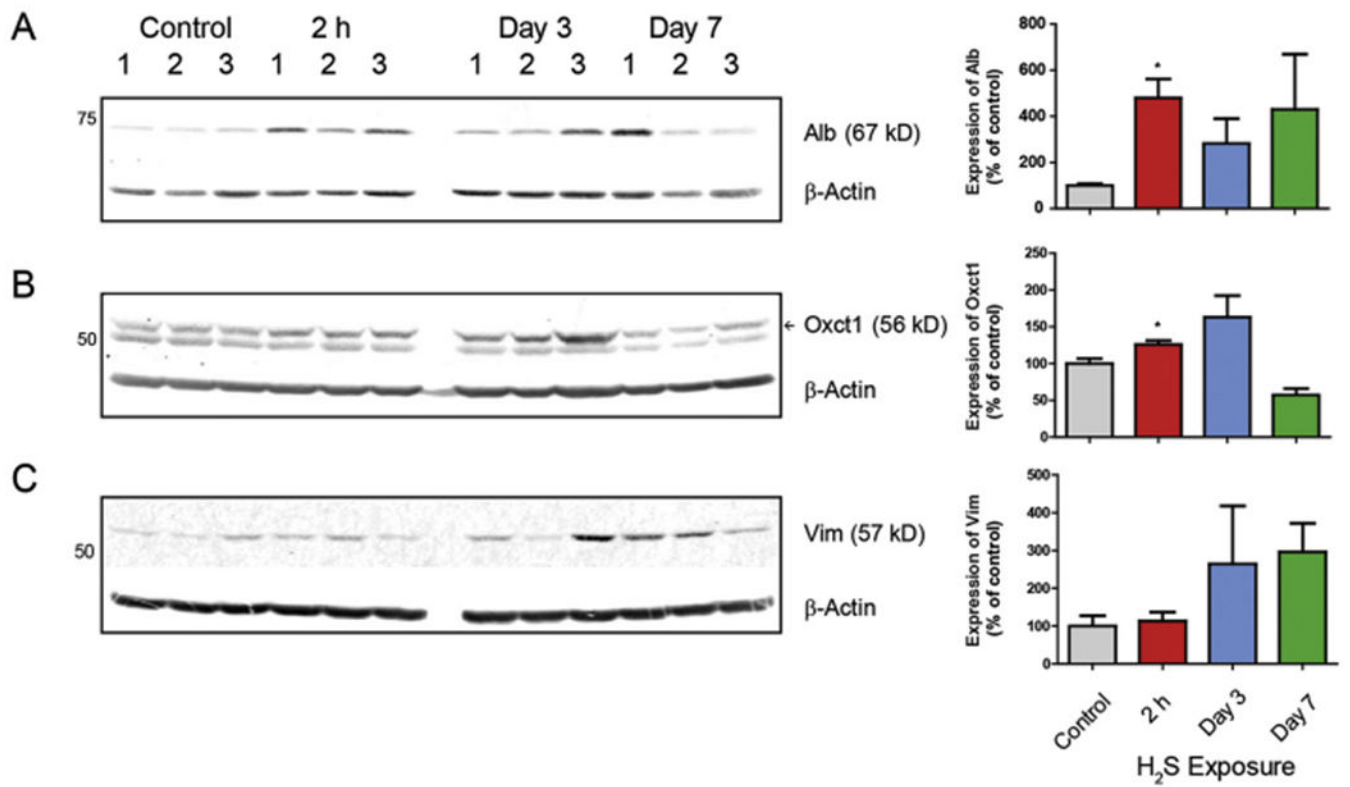 A
Control 2 h Day 3 Day 7
1 2 3 1 2 3 1 2 3 1 2 3
75
Alb (67 kD)
β-Actin
Expression of Alb
(% of control)
800
600
400
200
0
*
B
50
← Oxct1 (56 kD)
β-Actin
Expression of Oxct1
(% of control)
250
200
150
100
50
0
*
C
50
Vim (57 kD)
β-Actin
Expression of Vim
(% of control)
500
400
300
200
100
0
Control 2 h Day 3 Day 7
H₂S Exposure